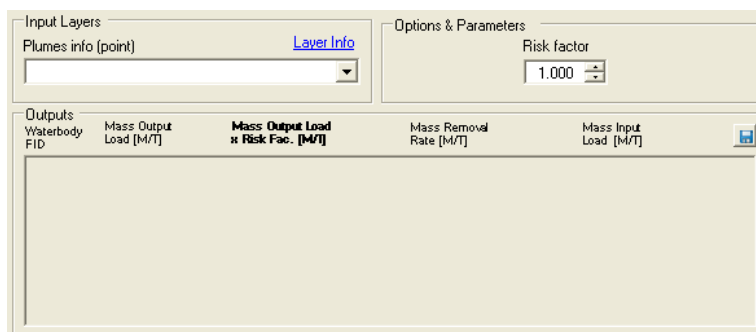 Input Layers
Plumes info (point) Layer Info
Options & Parameters
Risk factor
1.000
Outputs
Waterbody FID
Mass Output Load [M/T]
Mass Output Load x Risk Fac. [M/T]
Mass Removal Rate [M/T]
Mass Input Load [M/T]